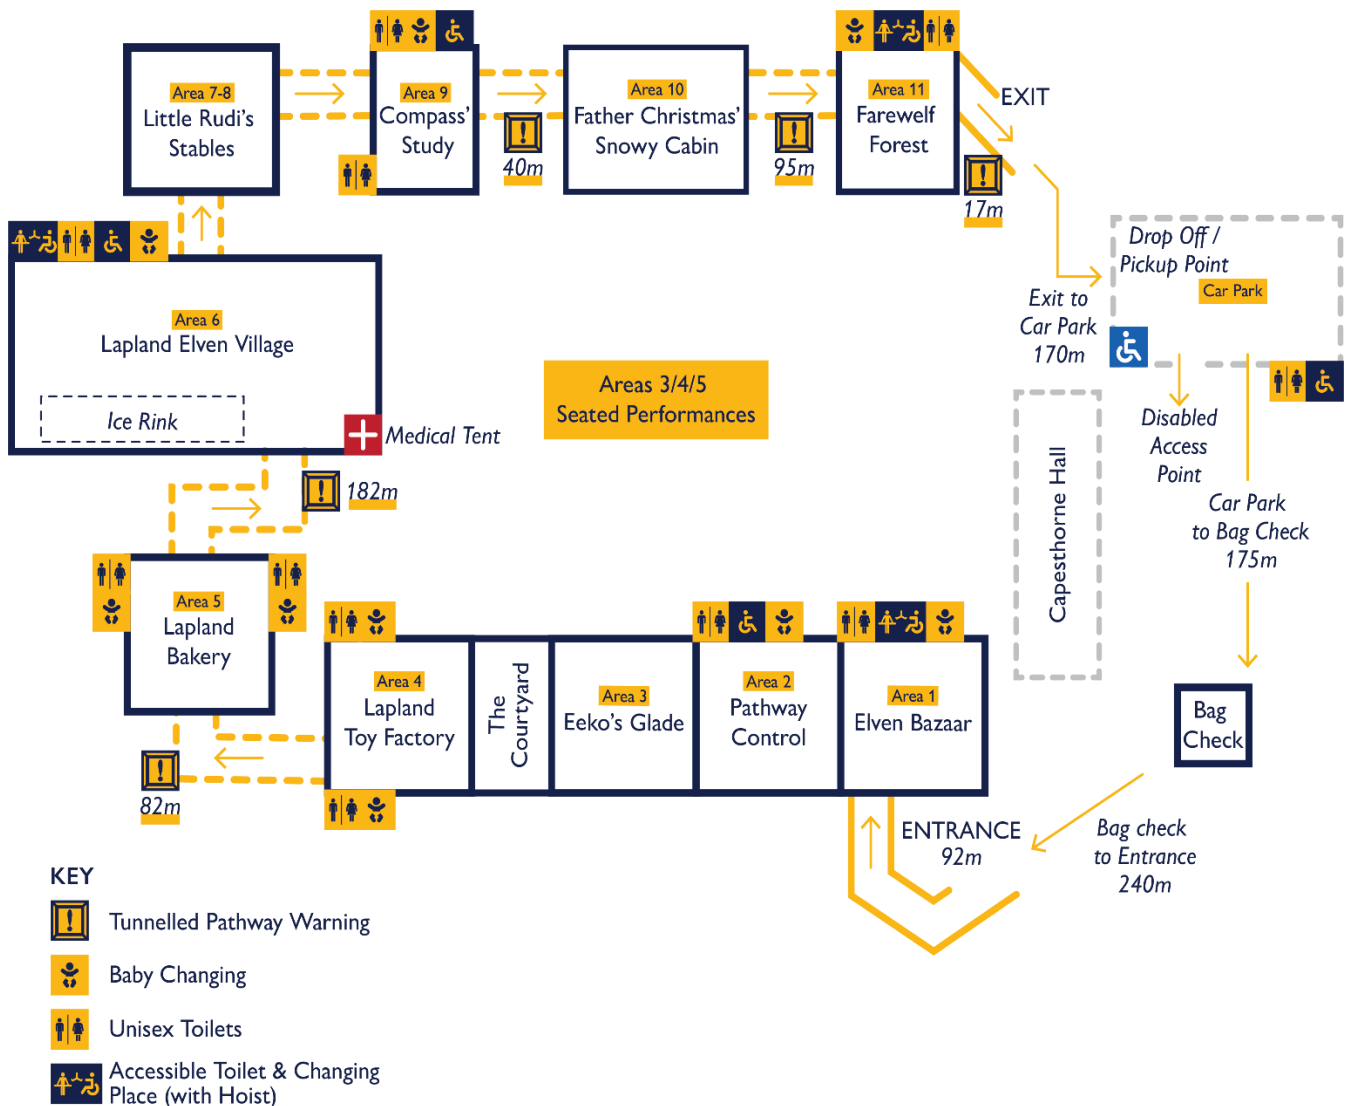 Area 7-8
Little Rudi's
Stables
Area 9
Compass'
Study
40m
Area 10
Father Christmas'
Snowy Cabin
95m
Area 11
Farewelf
Forest
EXIT
17m
Drop Off /
Pickup Point
Car Park
Exit to
Car Park
170m
Area 6
Lapland Elven Village
Ice Rink
Medical Tent
182m
Areas 3/4/5
Seated Performances
Disabled
Access
Point
Capesthorne Hall
Car Park
to Bag Check
175m
Area 5
Lapland
Bakery
82m
Area 4
Lapland
Toy Factory
The
Courtyard
Area 3
Eeko's Glade
Area 2
Pathway
Control
Area 1
Elven Bazaar
Bag
Check
ENTRANCE
92m
Bag check
to Entrance
240m
KEY
Tunnelled Pathway Warning
Baby Changing
Unisex Toilets
Accessible Toilet & Changing
Place (with Hoist)